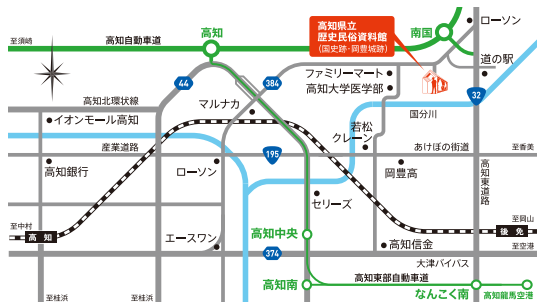 至須崎
高知自動車道
高知
高知県立
歴史民俗資料館
(国史跡・岡豊城跡)
南国
ローソン
道の駅
44
384
ファミリーマート
高知大学医学部
32
高知北環状線
マルナカ
国分川
イオンモール高知
若松
クレーン
産業道路
195
あけぼの街道
至香美
高知銀行
ローソン
岡豊高
高知東道路
セリーズ
至中村
高知
高知中央
至岡山
後免
エースワン
高知信金
至空港
374
大津バイパス
高知東部自動車道
高知南
なんこく南
高知龍馬空港
至桂浜
至桂浜
至桂浜